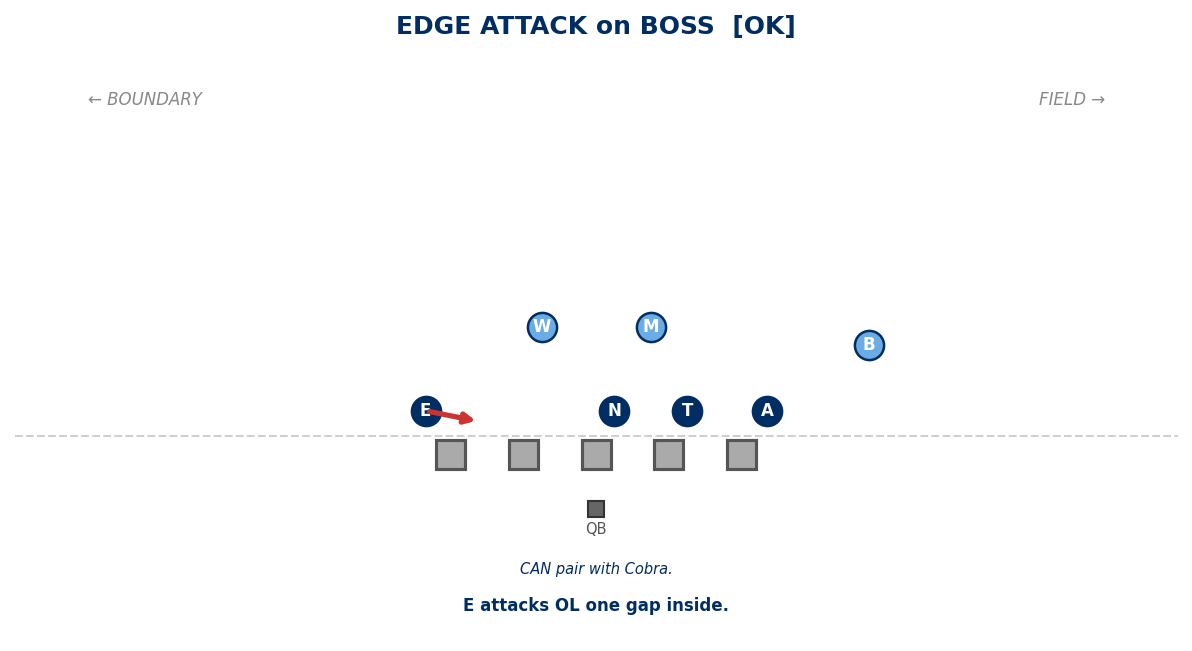 EDGE ATTACK on BOSS [OK]
← BOUNDARY FIELD →
W M B
E N T A
QB
CAN pair with Cobra.
E attacks OL one gap inside.